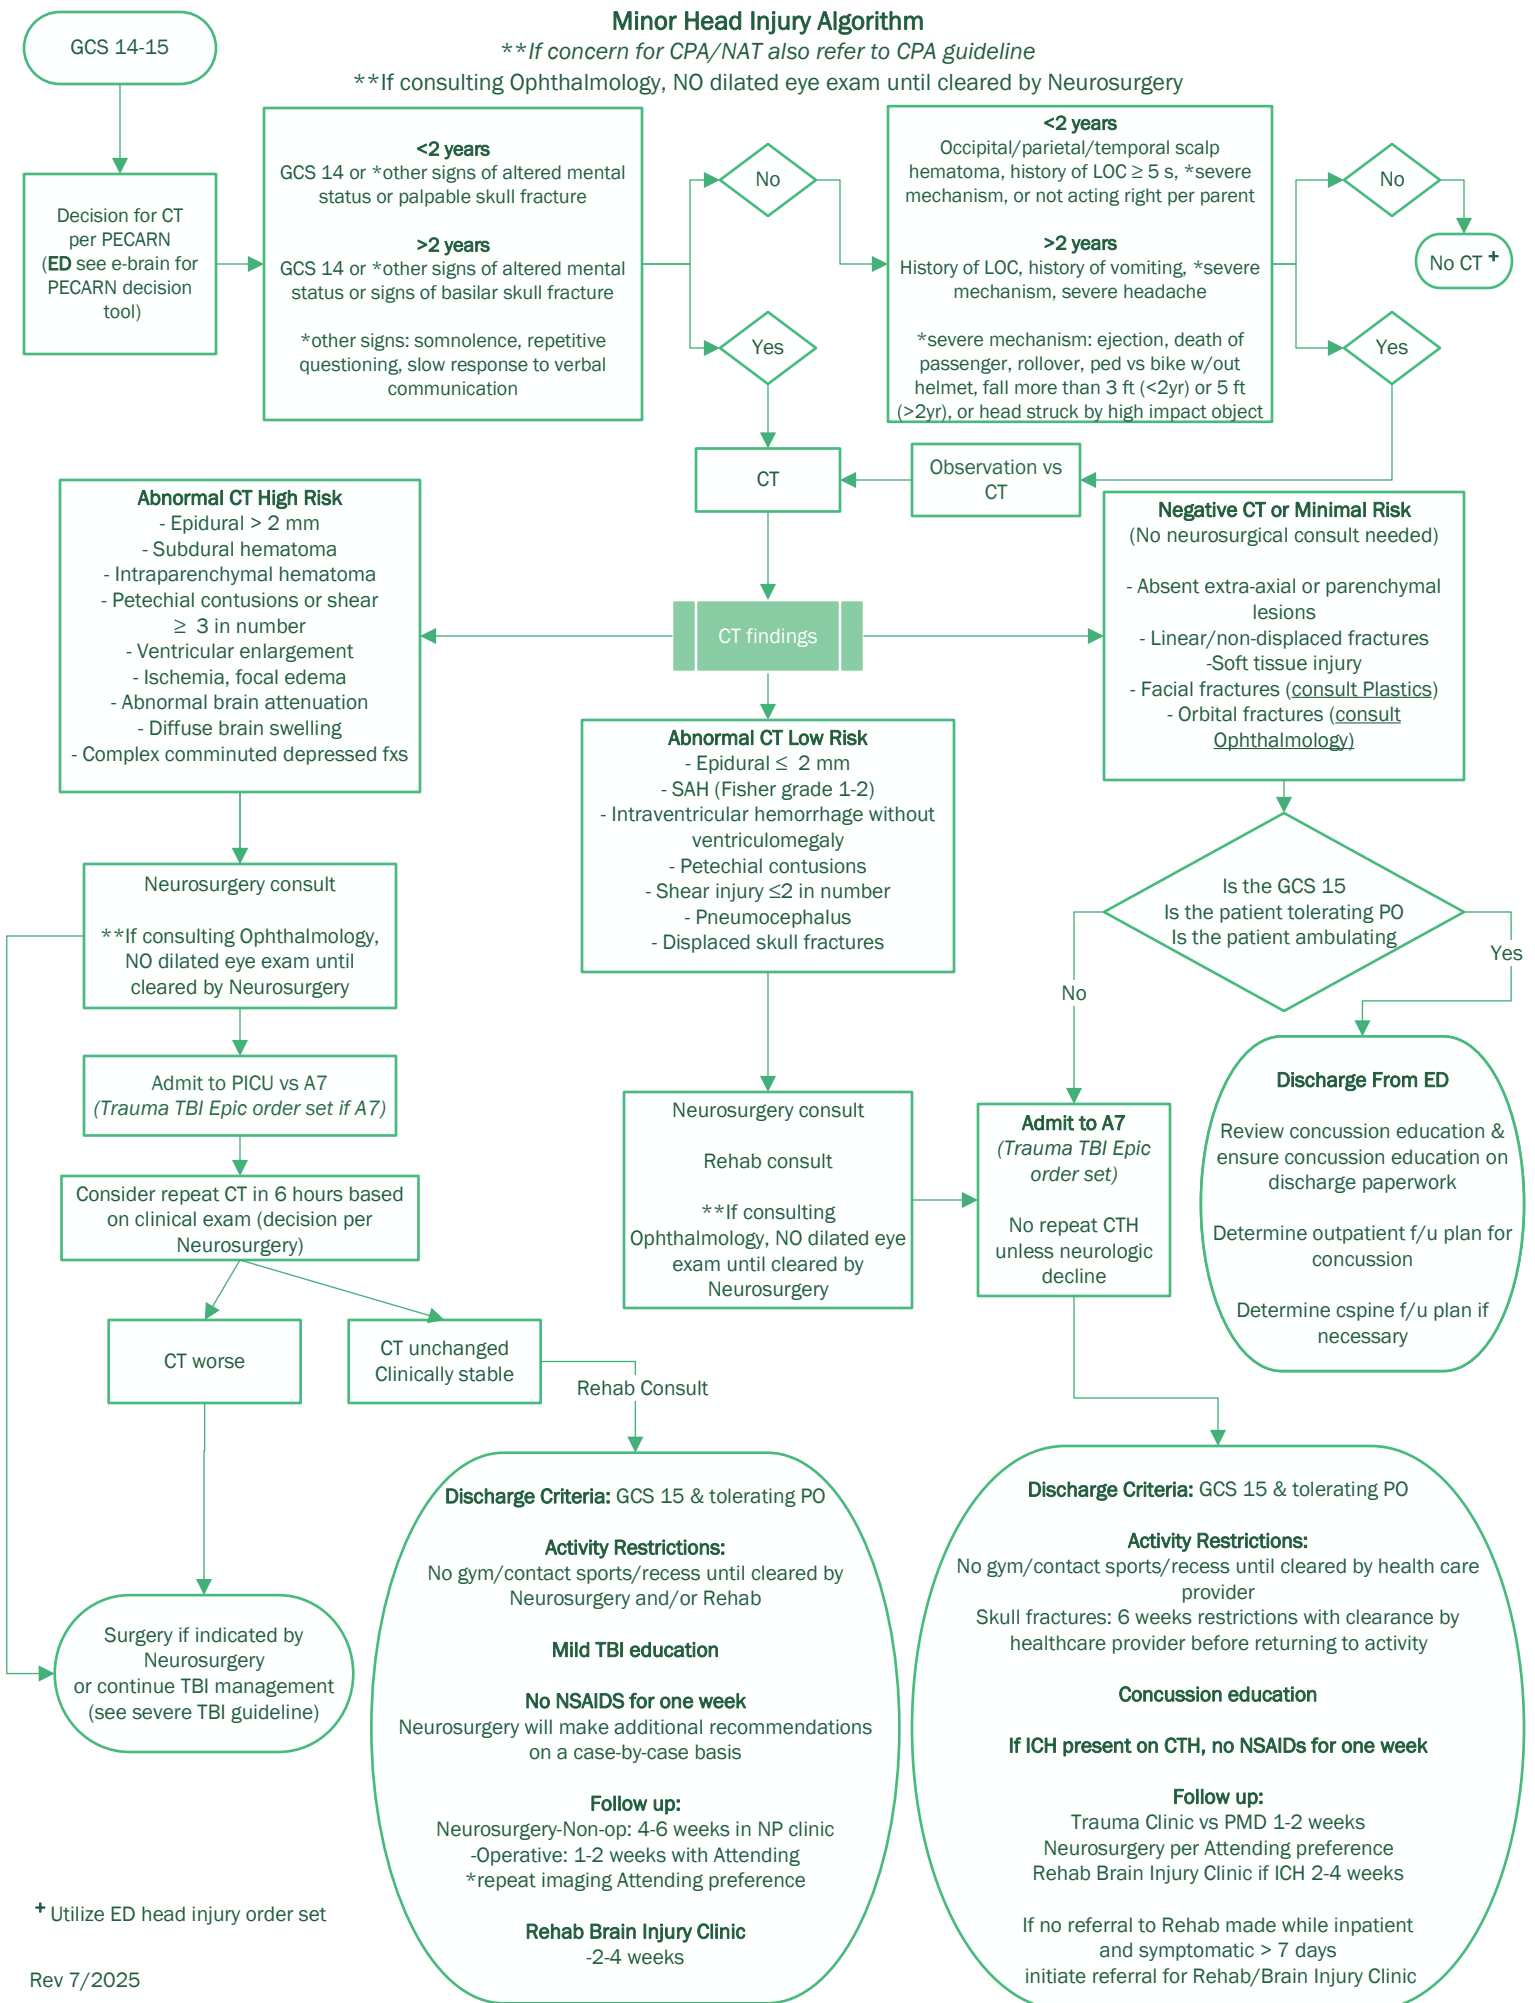 Minor Head Injury Algorithm
**If concern for CPA/NAT also refer to CPA guideline
**If consulting Ophthalmology, NO dilated eye exam until cleared by Neurosurgery
GCS 14-15
Decision for CT
per PECARN
(ED see e-brain for
PECARN decision
tool)
<2 years
GCS 14 or *other signs of altered mental
status or palpable skull fracture
>2 years
GCS 14 or *other signs of altered mental
status or signs of basilar skull fracture
*other signs: somnolence, repetitive
questioning, slow response to verbal
communication
No
Yes
<2 years
Occipital/parietal/temporal scalp
hematoma, history of LOC ≥ 5 s, *severe
mechanism, or not acting right per parent
>2 years
History of LOC, history of vomiting, *severe
mechanism, severe headache
*severe mechanism: ejection, death of
passenger, rollover, ped vs bike w/out
helmet, fall more than 3 ft (<2yr) or 5 ft
(>2yr), or head struck by high impact object
No
No CT +
Yes
Observation vs
CT
CT
CT findings
Abnormal CT High Risk
- Epidural > 2 mm
- Subdural hematoma
- Intraparenchymal hematoma
- Petechial contusions or shear
≥ 3 in number
- Ventricular enlargement
- Ischemia, focal edema
- Abnormal brain attenuation
- Diffuse brain swelling
- Complex comminuted depressed fxs
Abnormal CT Low Risk
- Epidural ≤ 2 mm
- SAH (Fisher grade 1-2)
- Intraventricular hemorrhage without
ventriculomegaly
- Petechial contusions
- Shear injury ≤2 in number
- Pneumocephalus
- Displaced skull fractures
Negative CT or Minimal Risk
(No neurosurgical consult needed)
- Absent extra-axial or parenchymal
lesions
- Linear/non-displaced fractures
-Soft tissue injury
- Facial fractures (consult Plastics)
- Orbital fractures (consult
Ophthalmology)
Is the GCS 15
Is the patient tolerating PO
Is the patient ambulating
No
Yes
Neurosurgery consult
**If consulting Ophthalmology,
NO dilated eye exam until
cleared by Neurosurgery
Admit to PICU vs A7
(Trauma TBI Epic order set if A7)
Consider repeat CT in 6 hours based
on clinical exam (decision per
Neurosurgery)
CT worse
CT unchanged
Clinically stable
Rehab Consult
Surgery if indicated by
Neurosurgery
or continue TBI management
(see severe TBI guideline)
Neurosurgery consult
Rehab consult
**If consulting
Ophthalmology, NO dilated eye
exam until cleared by
Neurosurgery
Admit to A7
(Trauma TBI Epic
order set)
No repeat CTH
unless neurologic
decline
Discharge From ED
Review concussion education &
ensure concussion education on
discharge paperwork
Determine outpatient f/u plan for
concussion
Determine cspine f/u plan if
necessary
Discharge Criteria: GCS 15 & tolerating PO
Activity Restrictions:
No gym/contact sports/recess until cleared by
Neurosurgery and/or Rehab
Mild TBI education
No NSAIDS for one week
Neurosurgery will make additional recommendations
on a case-by-case basis
Follow up:
Neurosurgery-Non-op: 4-6 weeks in NP clinic
-Operative: 1-2 weeks with Attending
*repeat imaging Attending preference
Rehab Brain Injury Clinic
-2-4 weeks
Discharge Criteria: GCS 15 & tolerating PO
Activity Restrictions:
No gym/contact sports/recess until cleared by health care
provider
Skull fractures: 6 weeks restrictions with clearance by
healthcare provider before returning to activity
Concussion education
If ICH present on CTH, no NSAIDs for one week
Follow up:
Trauma Clinic vs PMD 1-2 weeks
Neurosurgery per Attending preference
Rehab Brain Injury Clinic if ICH 2-4 weeks
If no referral to Rehab made while inpatient
and symptomatic > 7 days
initiate referral for Rehab/Brain Injury Clinic
+ Utilize ED head injury order set
Rev 7/2025